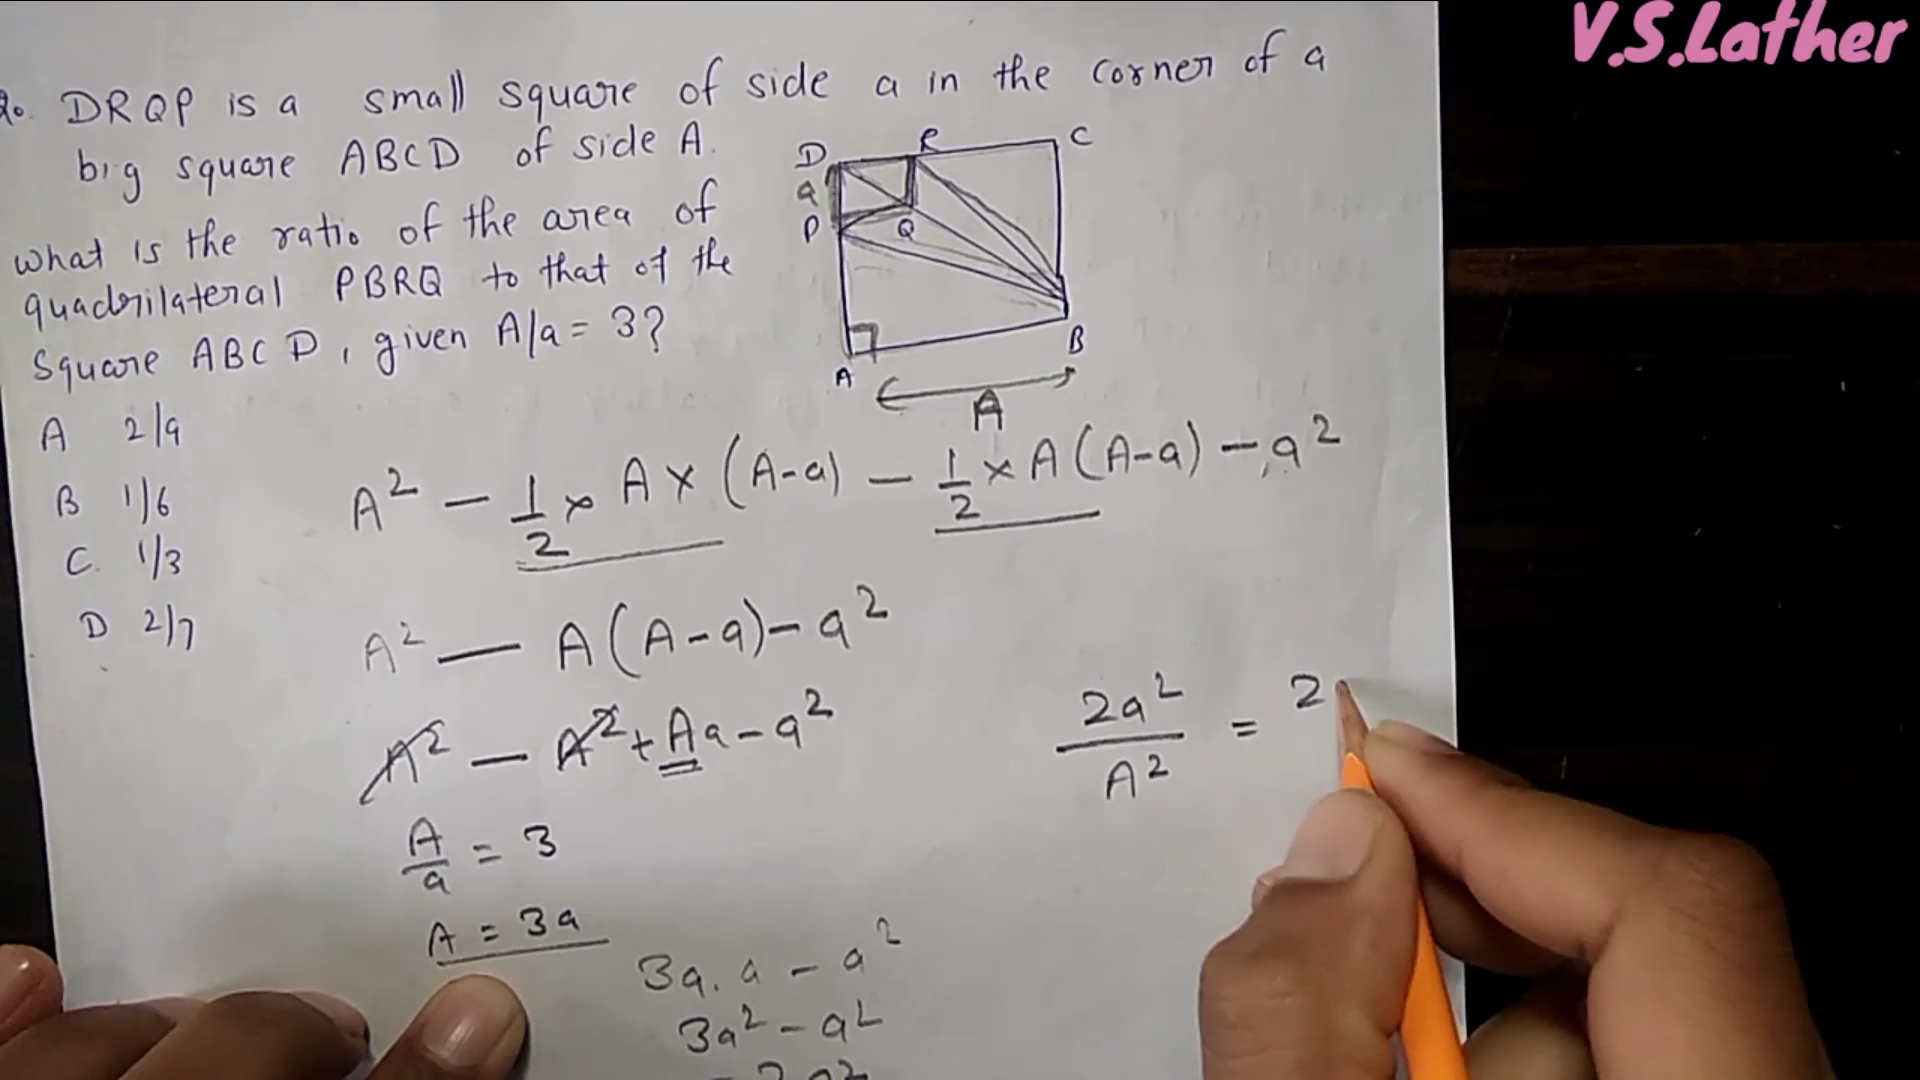 V.S.Lather
20. DRQP is a small square of side a in the corner of a
big square ABCD of side A.
what is the ratio of the area of
quadrilateral PBRQ to that of the
Square ABCD, given A/a = 3?
D R C
a
P Q
B
A
A
A 2/9
B 1/6
C. 1/3
D 2/7
A² - 1/2 × A × (A-a) - 1/2 × A(A-a) - a²
A² - A(A-a) - a²
A² - A² + Aa - a²
2a²/A² = 2
A/a = 3
A = 3a
3a.a - a²
3a² - a²